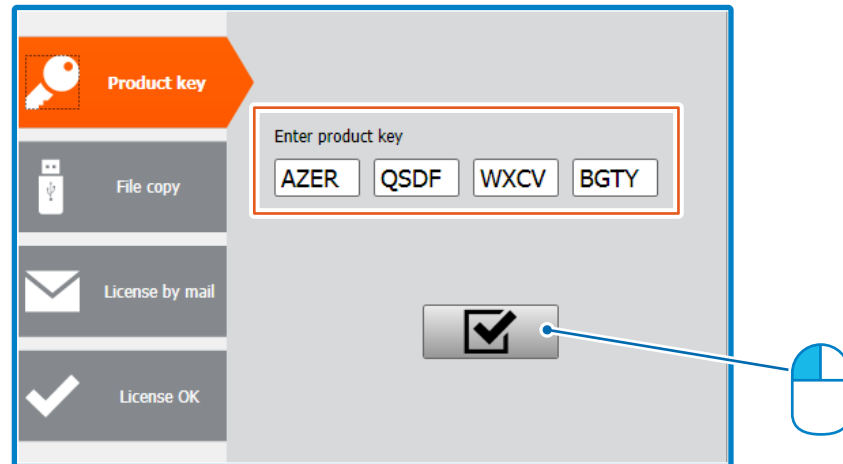 Product key
Enter product key
AZER QSDF WXCV BGTY
File copy
License by mail
License OK